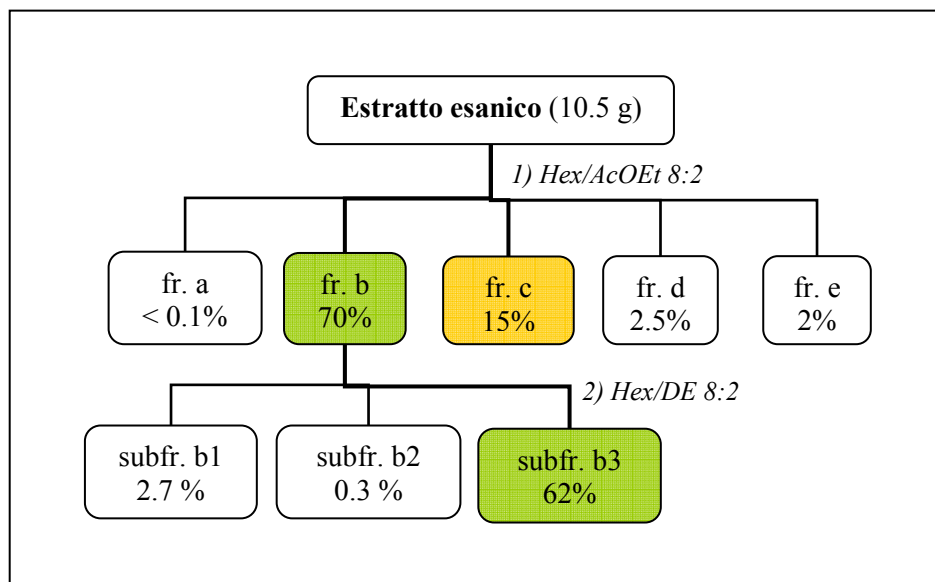 Estratto esanico (10.5 g)
1) Hex/AcOEt 8:2
fr. a
< 0.1%
fr. b
70%
fr. c
15%
fr. d
2.5%
fr. e
2%
2) Hex/DE 8:2
subfr. b1
2.7 %
subfr. b2
0.3 %
subfr. b3
62%